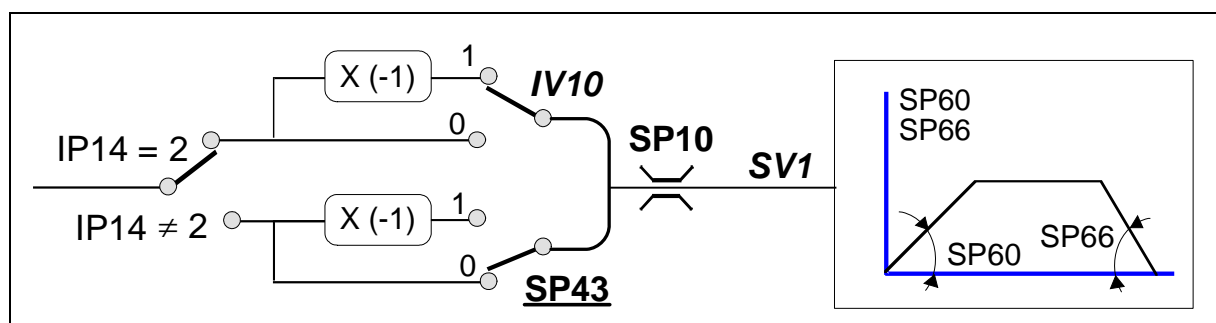 X (-1)
1
IV10
0
IP14 = 2
IP14 ≠ 2
X (-1)
1
0
SP43
SP10
SV1
SP60
SP66
SP60
SP66